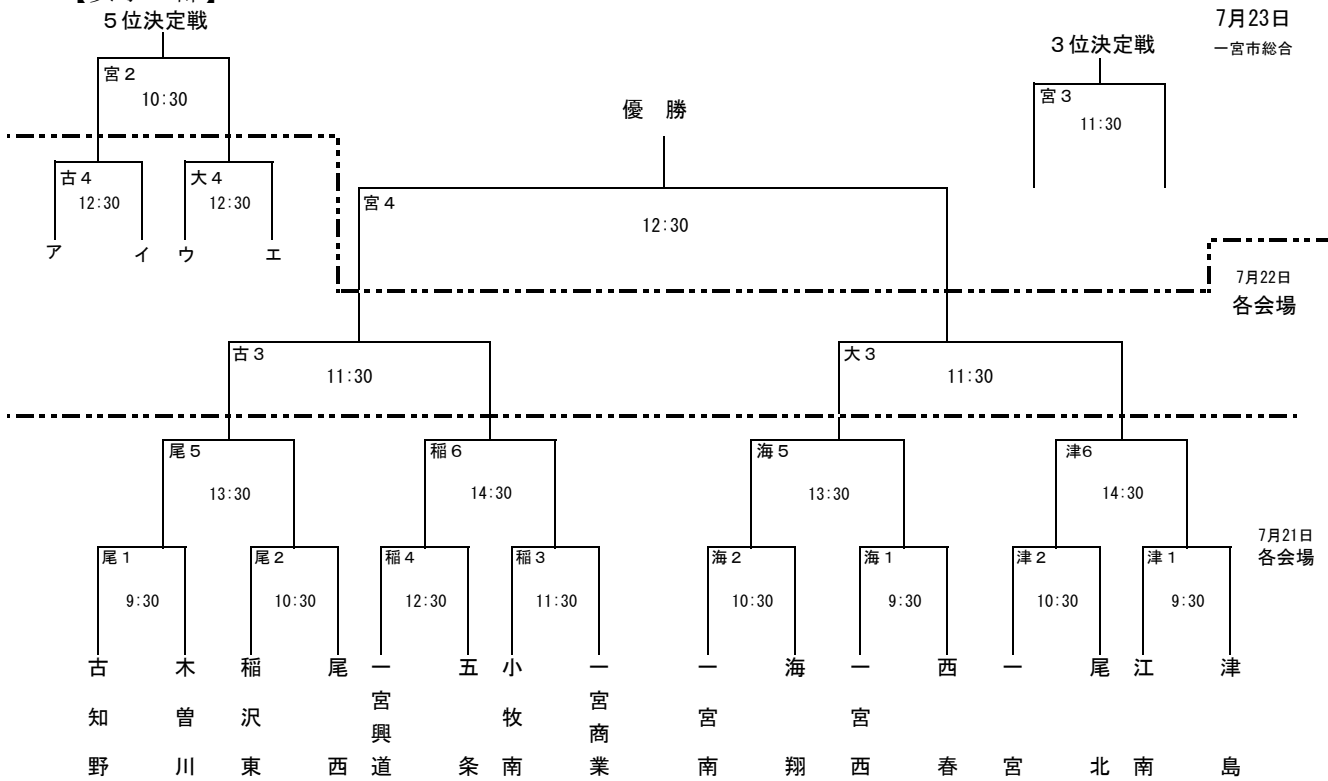 ５位決定戦
7月23日
一宮市総合
３位決定戦
宮２
10:30
宮３
11:30
優　勝
古４
12:30
大４
12:30
宮４
12:30
ア
イ
ウ
エ
7月22日
各会場
古３
11:30
大３
11:30
尾５
13:30
稲６
14:30
海５
13:30
津6
14:30
7月21日
各会場
尾１
9:30
尾２
10:30
稲４
12:30
稲３
11:30
海２
10:30
海１
9:30
津２
10:30
津１
9:30
古知野
木曽川
稲沢東
尾西
一宮興道
五条
小牧南
一宮商業
一宮南
海翔
一宮西
西春
一宮
尾北
江南
津島